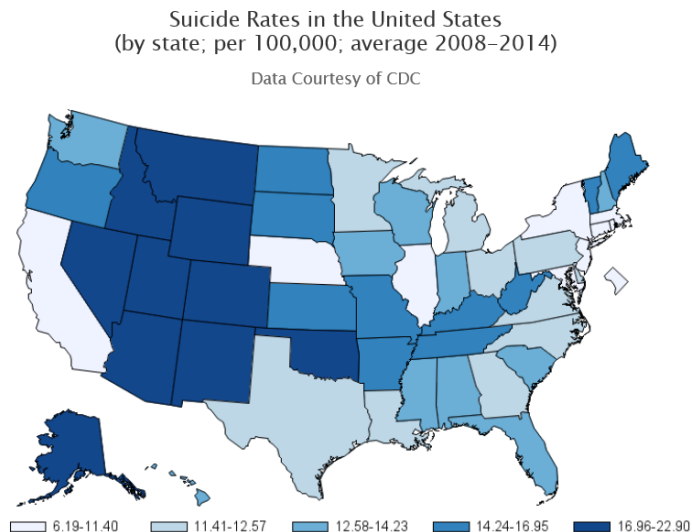 Suicide Rates in the United States
(by state; per 100,000; average 2008-2014)
Data Courtesy of CDC
6.19-11.40 11.41-12.57 12.58-14.23 14.24-16.95 16.96-22.90